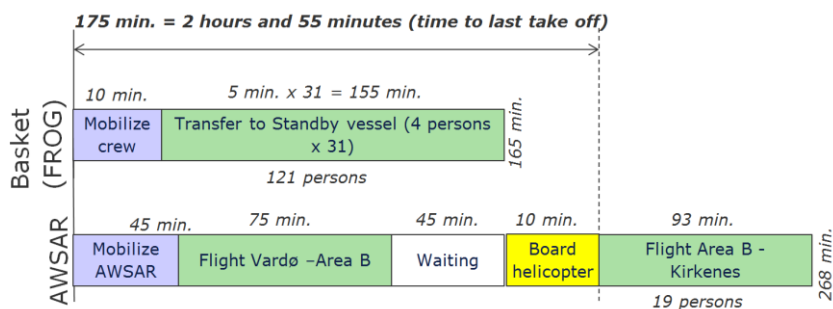 175 min. = 2 hours and 55 minutes (time to last take off)
10 min.
5 min. x 31 = 155 min.
Basket
(FROG)
Mobilize
crew
Transfer to Standby vessel (4 persons
x 31)
165 min.
121 persons
45 min.
75 min.
45 min.
10 min.
93 min.
AWSAR
Mobilize
AWSAR
Flight Vardø –Area B
Waiting
Board
helicopter
Flight Area B -
Kirkenes
268 min.
19 persons